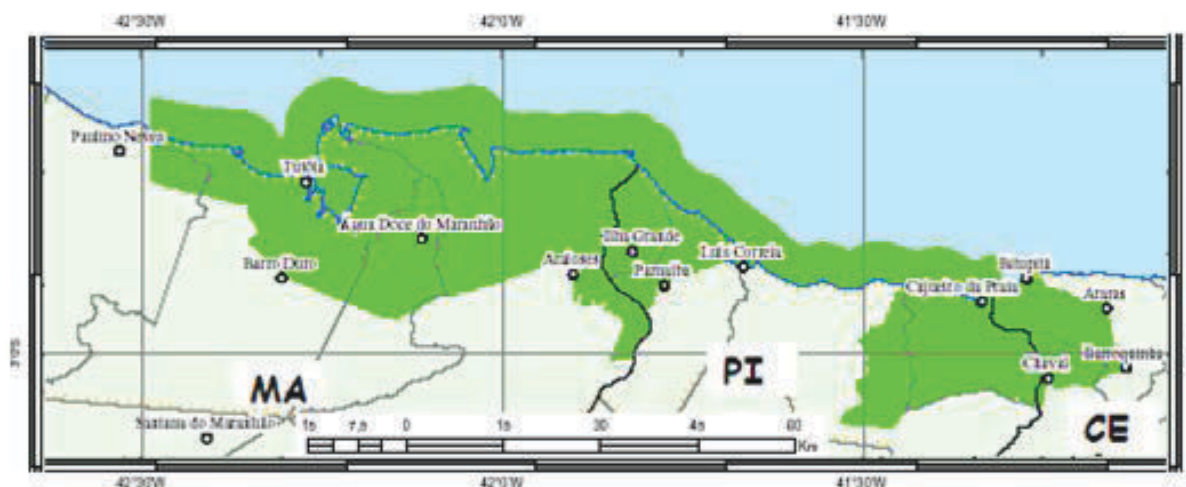 42°30'W 42°0'W 41°30'W
Paulino Neves
Tutóia
Agua Doce do Maranhão
Ilha Grande
Luis Correia
Barro Duro
Araioses
Parnaíba
Bitupitá
Cajueiro da Praia
Araras
3°0'S
Chaval
Barroquinha
MA
PI
CE
Santana do Maranhão
15 7,5 0 15 30 45 60
Km
42°30'W 42°0'W 41°30'W